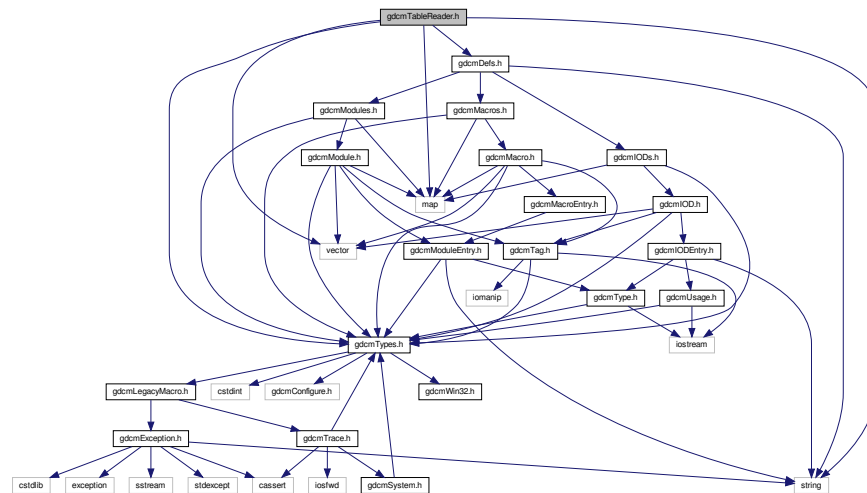 gdcmTableReader.h
gdcmDefs.h
gdcmModules.h
gdcmMacros.h
gdcmModule.h
gdcmMacro.h
gdcmIODs.h
map
gdcmMacroEntry.h
gdcmIOD.h
vector
gdcmModuleEntry.h
gdcmTag.h
gdcmIODEntry.h
iomanip
gdcmType.h
gdcmUsage.h
gdcmTypes.h
iostream
gdcmLegacyMacro.h
cstdint
gdcmConfigure.h
gdcmWin32.h
gdcmException.h
gdcmTrace.h
cstdlib
exception
sstream
stdexcept
cassert
iosfwd
gdcmSystem.h
string